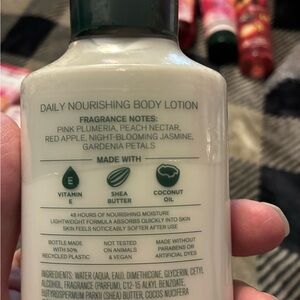 DAILY NOURISHING BODY LOTION
FRAGRANCE NOTES:
PINK PLUMERIA, PEACH NECTAR,
RED APPLE, NIGHT-BLOOMING JASMINE,
GARDENIA PETALS
MADE WITH
E
VITAMIN E
SHEA BUTTER
COCONUT OIL
48 HOURS OF NOURISHING MOISTURE
LIGHTWEIGHT FORMULA ABSORBS QUICKLY INTO SKIN
SKIN FEELS NOTICEABLY SOFTER AFTER USE
BOTTLE MADE WITH 50% RECYCLED PLASTIC
NOT TESTED ON ANIMALS & VEGAN
MADE WITHOUT PARABENS OR ARTIFICIAL DYES
INGREDIENTS: WATER (AQUA, EAU), DIMETHICONE, GLYCERIN, CETYL
ALCOHOL, FRAGRANCE (PARFUM), C12-15 ALKYL BENZOATE,
BUTYROSPERMUM PARKII (SHEA) BUTTER, COCOS NUCIFERA